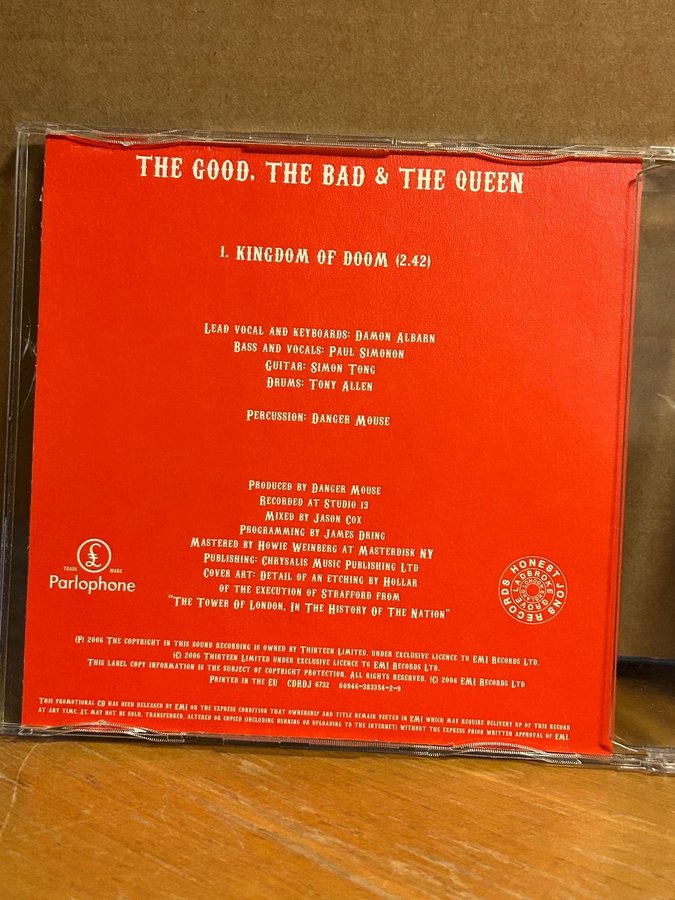 THE GOOD, THE BAD & THE QUEEN
1. KINGDOM OF DOOM (2.42)
LEAD VOCAL AND KEYBOARDS: DAMON ALBARN
BASS AND VOCALS: PAUL SIMONON
GUITAR: SIMON TONG
DRUMS: TONY ALLEN
PERCUSSION: DANGER MOUSE
PRODUCED BY DANGER MOUSE
RECORDED AT STUDIO 13
MIXED BY JASON COX
PROGRAMMING BY JAMES DRING
MASTERED BY HOWIE WEINBERG AT MASTERDISK NY
PUBLISHING: CHRYSALIS MUSIC PUBLISHING LTD
COVER ART: DETAIL OF AN ETCHING BY HOLLAR
OF THE EXECUTION OF STRAFFORD FROM
"THE TOWER OF LONDON, IN THE HISTORY OF THE NATION"
£
TRADE MARK
Parlophone
HONEST JONS RECORDS
LADBROKE GROVE
LONDON
(P) 2006 THE COPYRIGHT IN THIS SOUND RECORDING IS OWNED BY THIRTEEN LIMITED, UNDER EXCLUSIVE LICENCE TO EMI RECORDS LTD.
(C) 2006 THIRTEEN LIMITED UNDER EXCLUSIVE LICENCE TO EMI RECORDS LTD.
THIS LABEL COPY INFORMATION IS THE SUBJECT OF COPYRIGHT PROTECTION. ALL RIGHTS RESERVED. (C) 2006 EMI RECORDS LTD
PRINTED IN THE EU CDRDJ 6732 00946-383354-2-9
THIS PROMOTIONAL CD HAS BEEN RELEASED BY EMI ON THE EXPRESS CONDITION THAT OWNERSHIP AND TITLE REMAIN VESTED IN EMI WHICH MAY REQUIRE DELIVERY UP OF THIS RECORD
AT ANY TIME. IT MAY NOT BE SOLD, TRANSFERRED, ALTERED OR COPIED (INCLUDING BURNING OR UPLOADING TO THE INTERNET) WITHOUT THE EXPRESS PRIOR WRITTEN APPROVAL OF EMI.